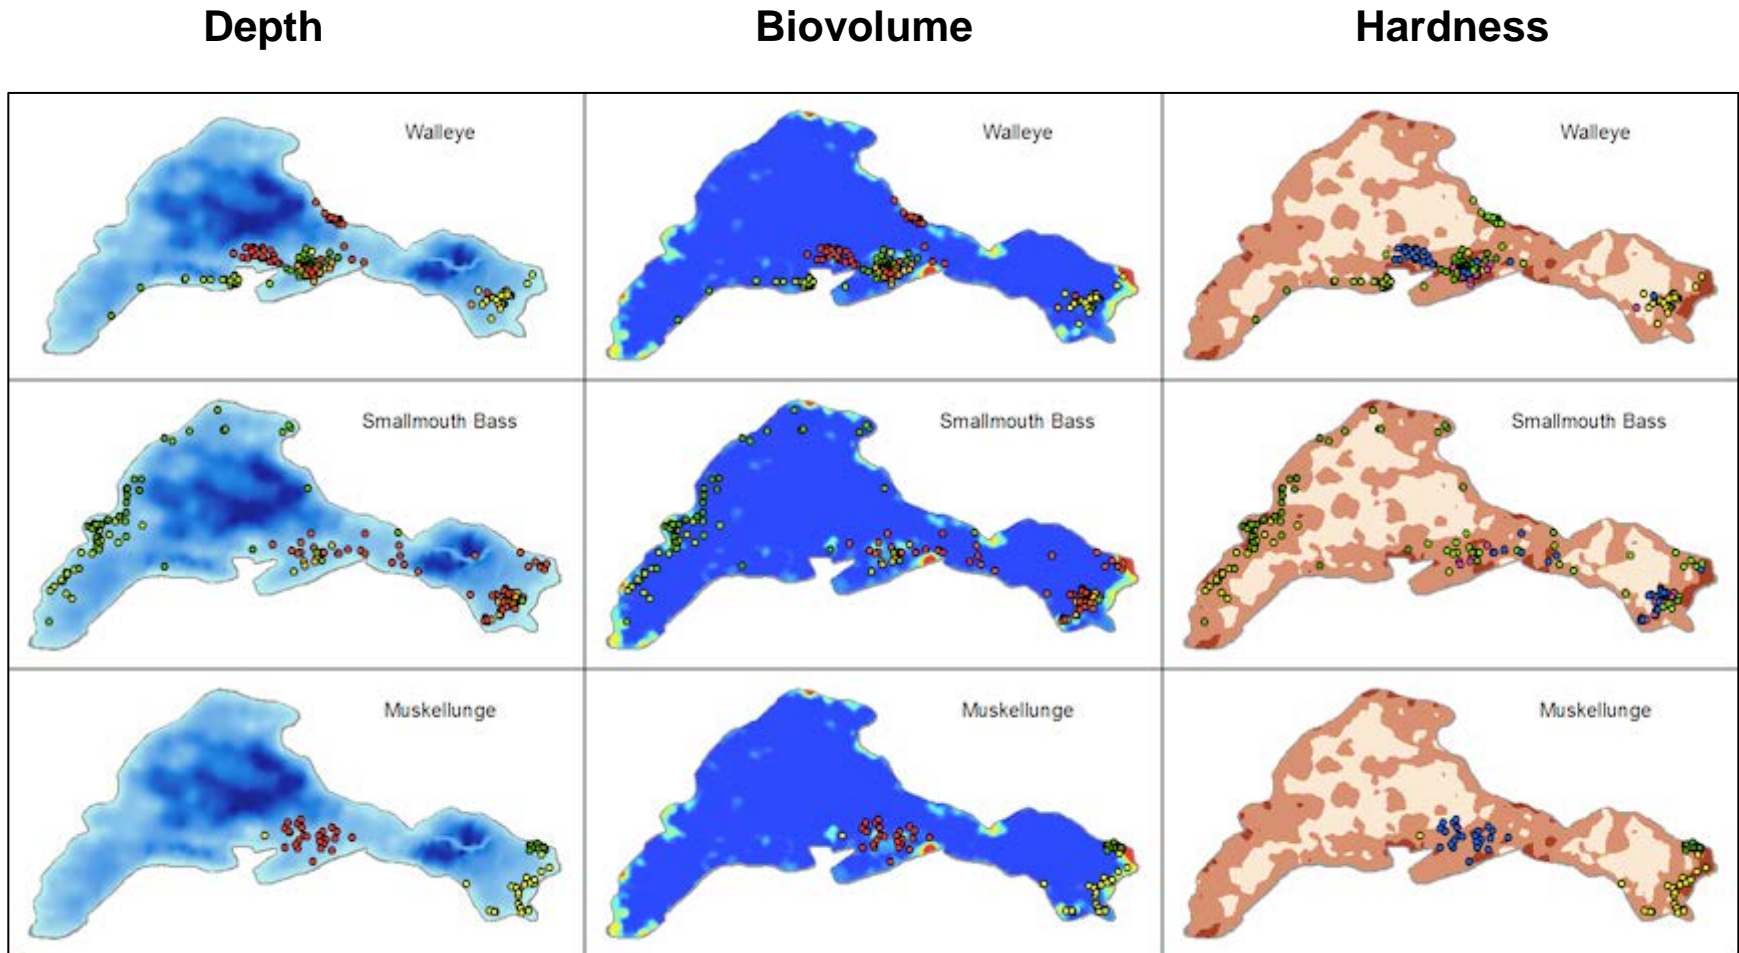 Depth Biovolume Hardness
Walleye Walleye Walleye
Smallmouth Bass Smallmouth Bass Smallmouth Bass
Muskellunge Muskellunge Muskellunge